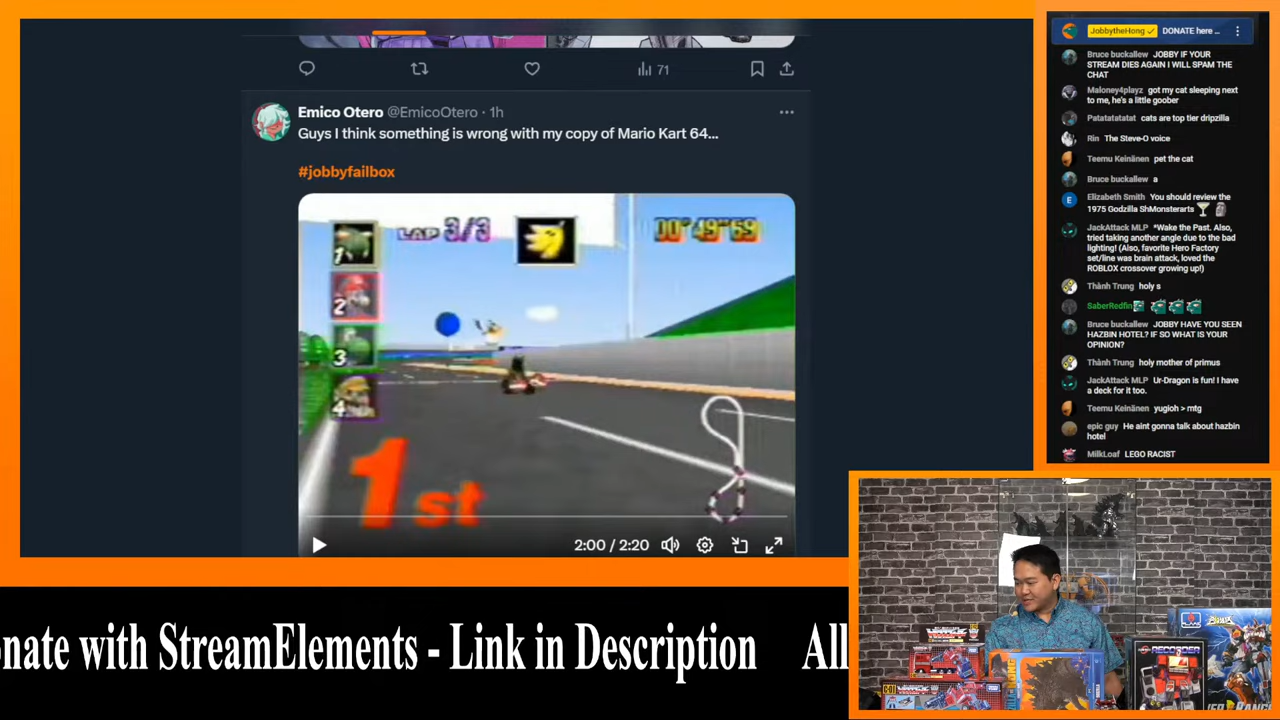 71
Emico Otero @EmicoOtero · 1h
Guys I think something is wrong with my copy of Mario Kart 64...
#jobbyfailbox
LAP 3/3
00"49"59
1
2
3
4
1st
2:00 / 2:20
JobbytheHong DONATE here ...
Bruce buckallew JOBBY IF YOUR
STREAM DIES AGAIN I WILL SPAM THE
CHAT
Maloney4playz got my cat sleeping next
to me, he's a little goober
Patatatatatat cats are top tier dripzilla
Rin The Steve-O voice
Teemu Keinänen pet the cat
Bruce buckallew a
Elizabeth Smith You should review the
1975 Godzilla ShMonsterarts
JackAttack MLP *Wake the Past. Also,
tried taking another angle due to the bad
lighting! (Also, favorite Hero Factory
set/line was brain attack, loved the
ROBLOX crossover growing up!)
Thành Trung holy s
SaberRedfin
Bruce buckallew JOBBY HAVE YOU SEEN
HAZBIN HOTEL? IF SO WHAT IS YOUR
OPINION?
Thành Trung holy mother of primus
JackAttack MLP Ur-Dragon is fun! I have
a deck for it too.
Teemu Keinänen yugioh > mtg
epic guy He aint gonna talk about hazbin
hotel
MilkLoaf LEGO RACIST
onate with StreamElements - Link in Description All
RECORDER